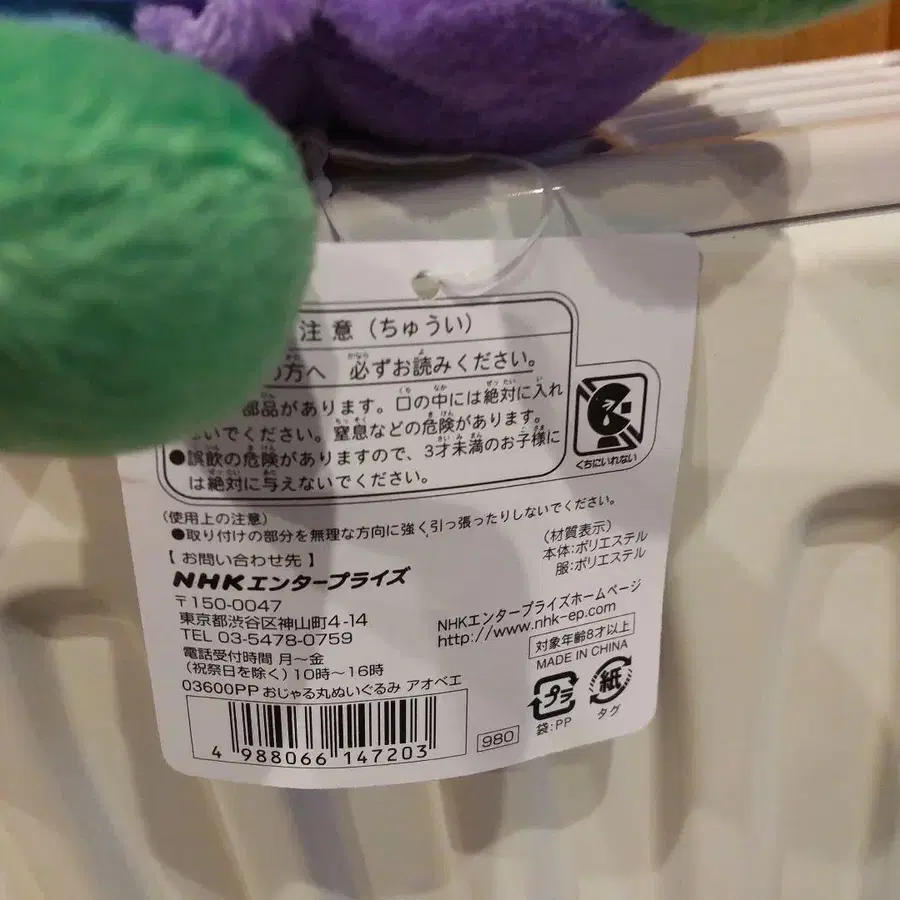 注意（ちゅうい）
方へ 必ずお読みください。
部品があります。口の中には絶対に入れ
いでください。窒息などの危険があります。
●誤飲の危険がありますので、3才未満のお子様に
は絶対に与えないでください。
くちにいれない
（使用上の注意）
●取り付けの部分を無理な方向に強く引っ張ったりしないでください。
【お問い合わせ先】
NHKエンタープライズ
〒150-0047
東京都渋谷区神山町4-14
TEL 03-5478-0759
電話受付時間 月～金
（祝祭日を除く）10時～16時
（材質表示）
本体：ポリエステル
服：ポリエステル
NHKエンタープライズホームページ
http://www.nhk-ep.com
対象年齢8才以上
MADE IN CHINA
プラ
袋：PP
紙
タグ
03600PP おじゃる丸ぬいぐるみ アオベエ
4 988066 147203
980